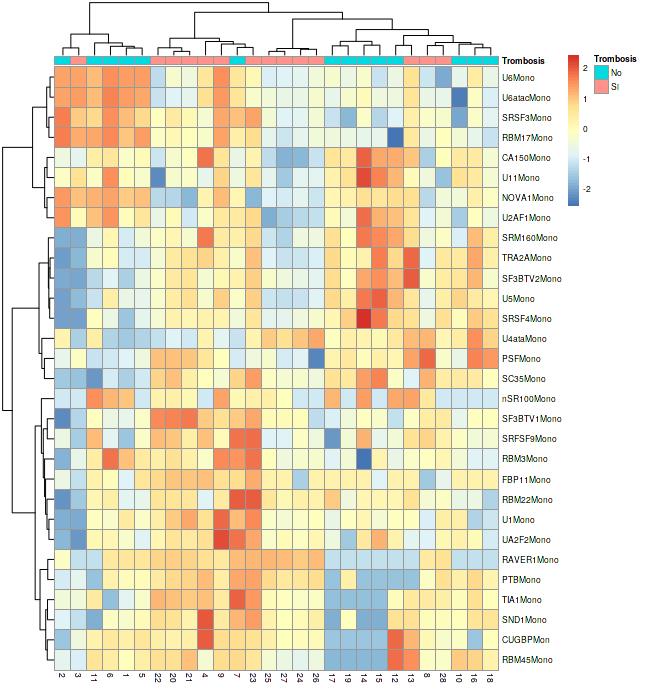 Trombosis
Trombosis
No
SI
2
1
0
-1
-2
U6Mono
U6atacMono
SRSF3Mono
RBM17Mono
CA150Mono
U11Mono
NOVA1Mono
U2AF1Mono
SRM160Mono
TRA2AMono
SF3BTV2Mono
U5Mono
SRSF4Mono
U4ataMono
PSFMono
SC35Mono
nSR100Mono
SF3BTV1Mono
SRFSF9Mono
RBM3Mono
FBP11Mono
RBM22Mono
U1Mono
UA2F2Mono
RAVER1Mono
PTBMono
TIA1Mono
SND1Mono
CUGBPMon
RBM45Mono
2 3 11 6 1 5 22 20 21 4 9 7 23 25 27 24 26 17 19 14 15 12 13 8 28 10 16 18